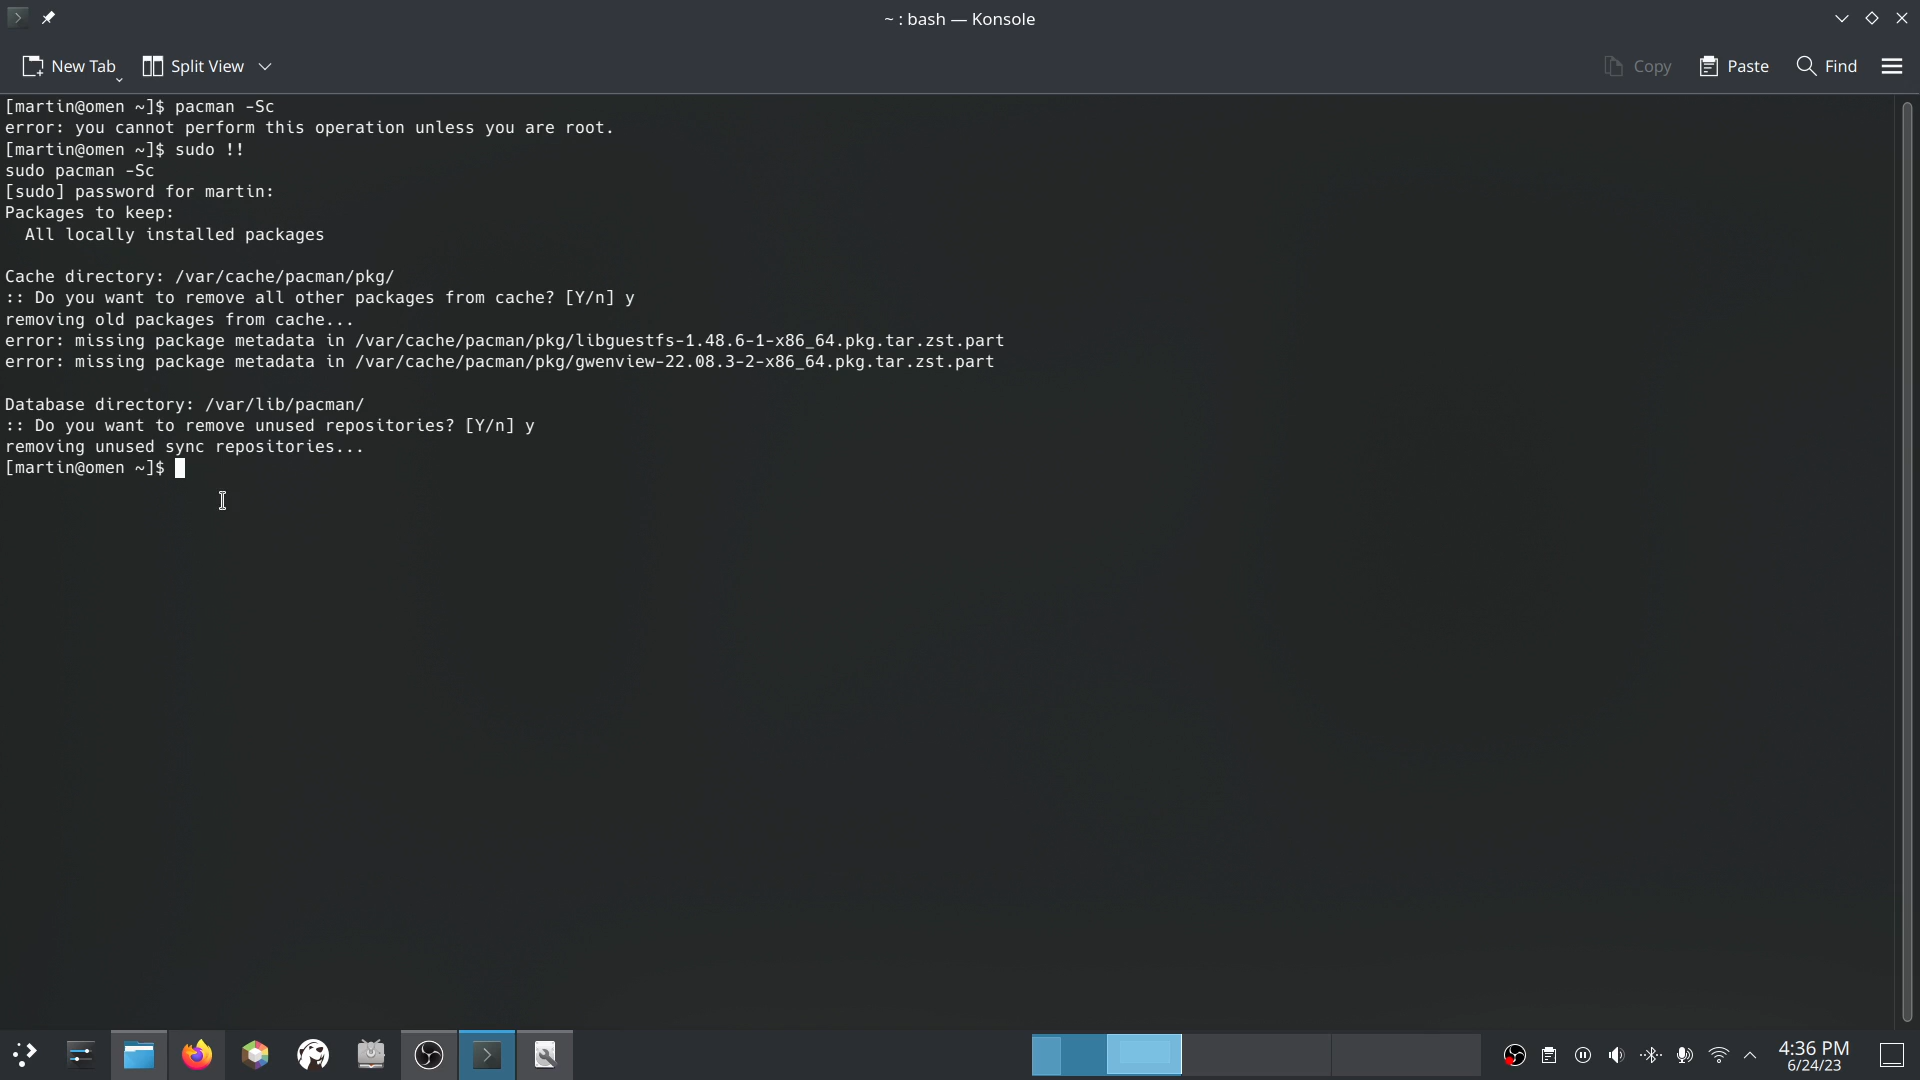 ~ : bash — Konsole
New Tab
Split View
Copy
Paste
Find
[martin@omen ~]$ pacman -Sc
error: you cannot perform this operation unless you are root.
[martin@omen ~]$ sudo !!
sudo pacman -Sc
[sudo] password for martin:
Packages to keep:
  All locally installed packages

Cache directory: /var/cache/pacman/pkg/
:: Do you want to remove all other packages from cache? [Y/n] y
removing old packages from cache...
error: missing package metadata in /var/cache/pacman/pkg/libguestfs-1.48.6-1-x86_64.pkg.tar.zst.part
error: missing package metadata in /var/cache/pacman/pkg/gwenview-22.08.3-2-x86_64.pkg.tar.zst.part

Database directory: /var/lib/pacman/
:: Do you want to remove unused repositories? [Y/n] y
removing unused sync repositories...
[martin@omen ~]$
4:36 PM
6/24/23